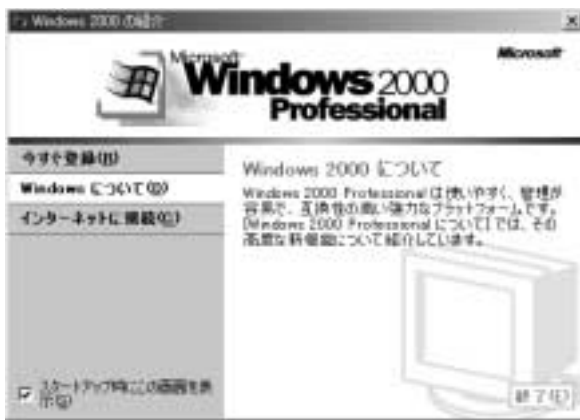 Windows 2000 の紹介
Microsoft
Microsoft
Windows 2000
Professional
今すぐ登録(R)
Windows について(D)
インターネットに接続(C)
Windows 2000 について
Windows 2000 Professional は使いやすく、管理が
容易で、互換性の高い強力なプラットフォームです。
[Windows 2000 Professional について] では、その
高度な新機能について紹介しています。
スタートアップ時にこの画面を表
示(S)
終了(E)